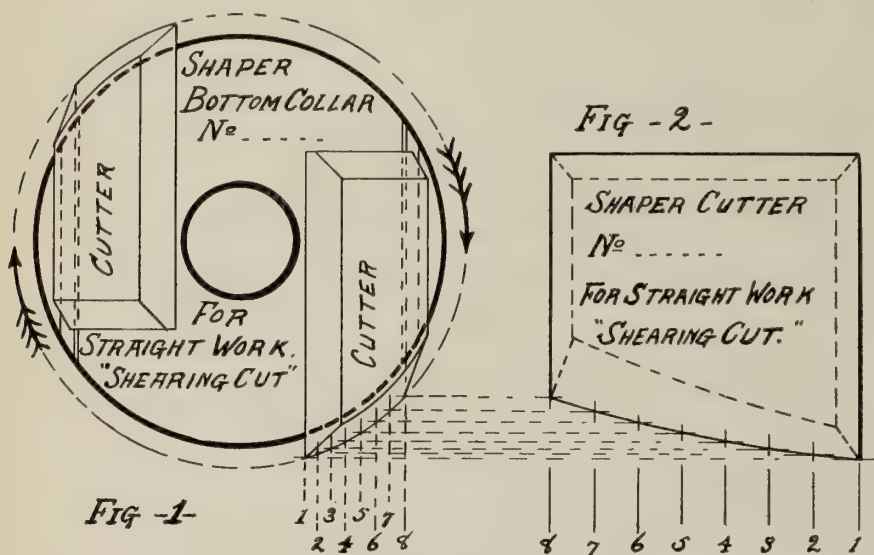 SHAPER
BOTTOM COLLAR
No ......
CUTTER
CUTTER
FOR
STRAIGHT WORK.
"SHEARING CUT"
FIG -1-
1 2 3 4 5 6 7 8
FIG - 2 -
SHAPER CUTTER
No ......
FOR STRAIGHT WORK
"SHEARING CUT."
8 7 6 5 4 3 2 1